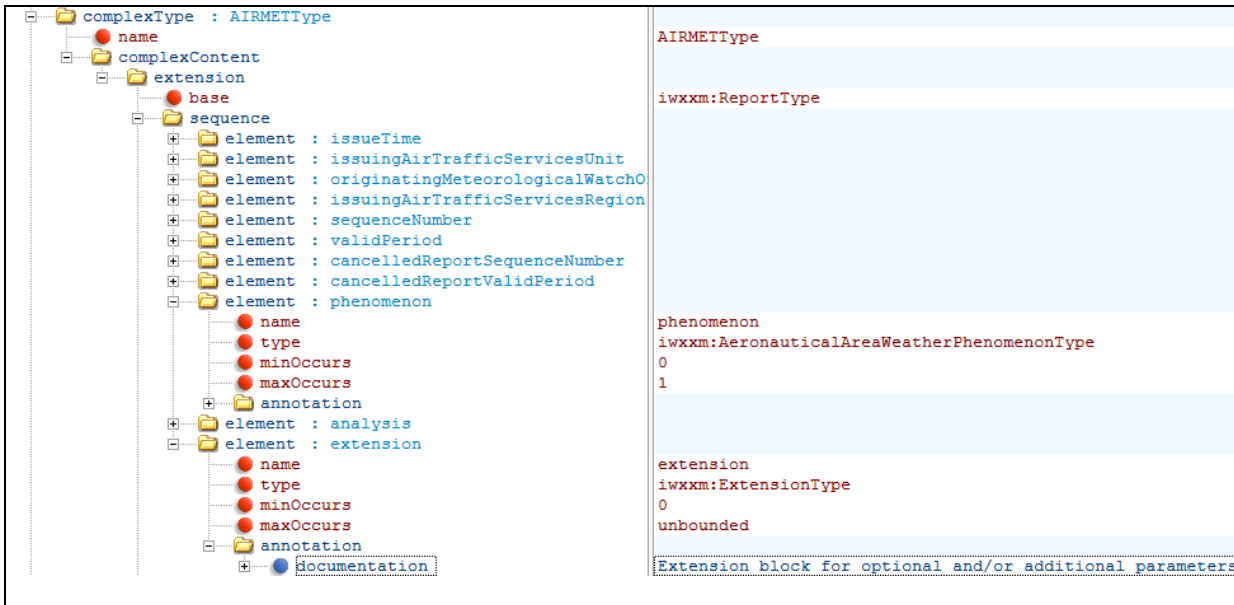 complexType : AIRMETType
name AIRMETType
complexContent
extension
base iwxxm:ReportType
sequence
element : issueTime
element : issuingAirTrafficServicesUnit
element : originatingMeteorologicalWatchO
element : issuingAirTrafficServicesRegion
element : sequenceNumber
element : validPeriod
element : cancelledReportSequenceNumber
element : cancelledReportValidPeriod
element : phenomenon
name phenomenon
type iwxxm:AeronauticalAreaWeatherPhenomenonType
minOccurs 0
maxOccurs 1
annotation
element : analysis
element : extension
name extension
type iwxxm:ExtensionType
minOccurs 0
maxOccurs unbounded
annotation
documentation Extension block for optional and/or additional parameters